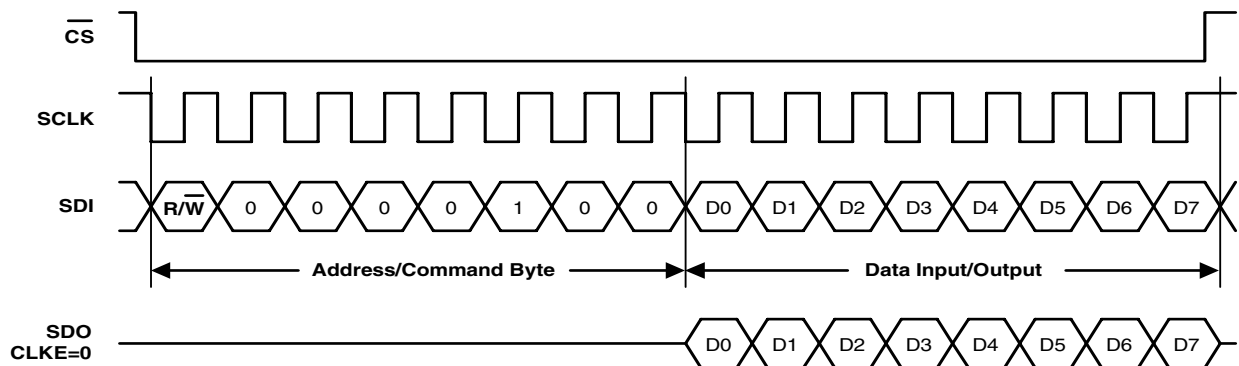 C̅S̅
SCLK
SDI R/W̅ 0 0 0 0 1 0 0 D0 D1 D2 D3 D4 D5 D6 D7
Address/Command Byte Data Input/Output
SDO
CLKE=0 D0 D1 D2 D3 D4 D5 D6 D7